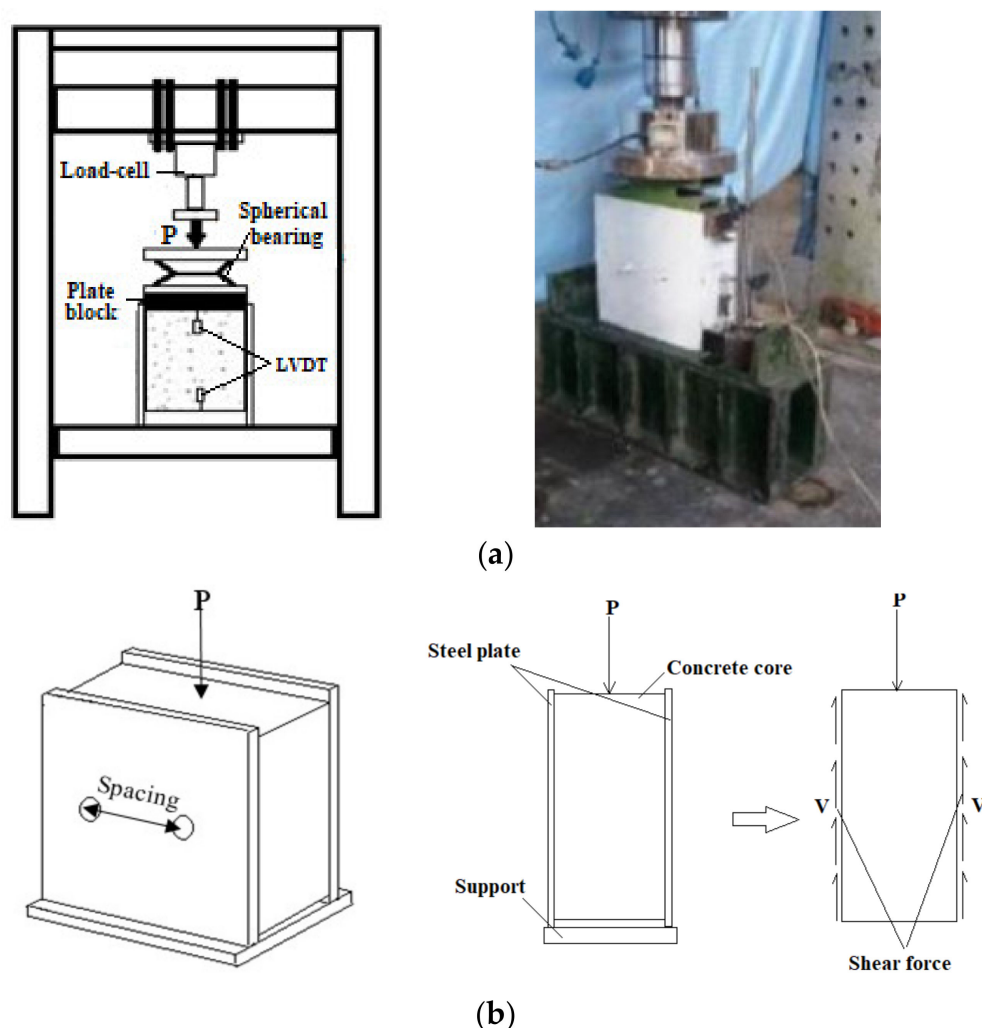 Load-cell
P
Spherical
bearing
Plate
block
LVDT
(a)
P
Spacing
P
Steel plate
Concrete core
Support
P
V
V
Shear force
(b)